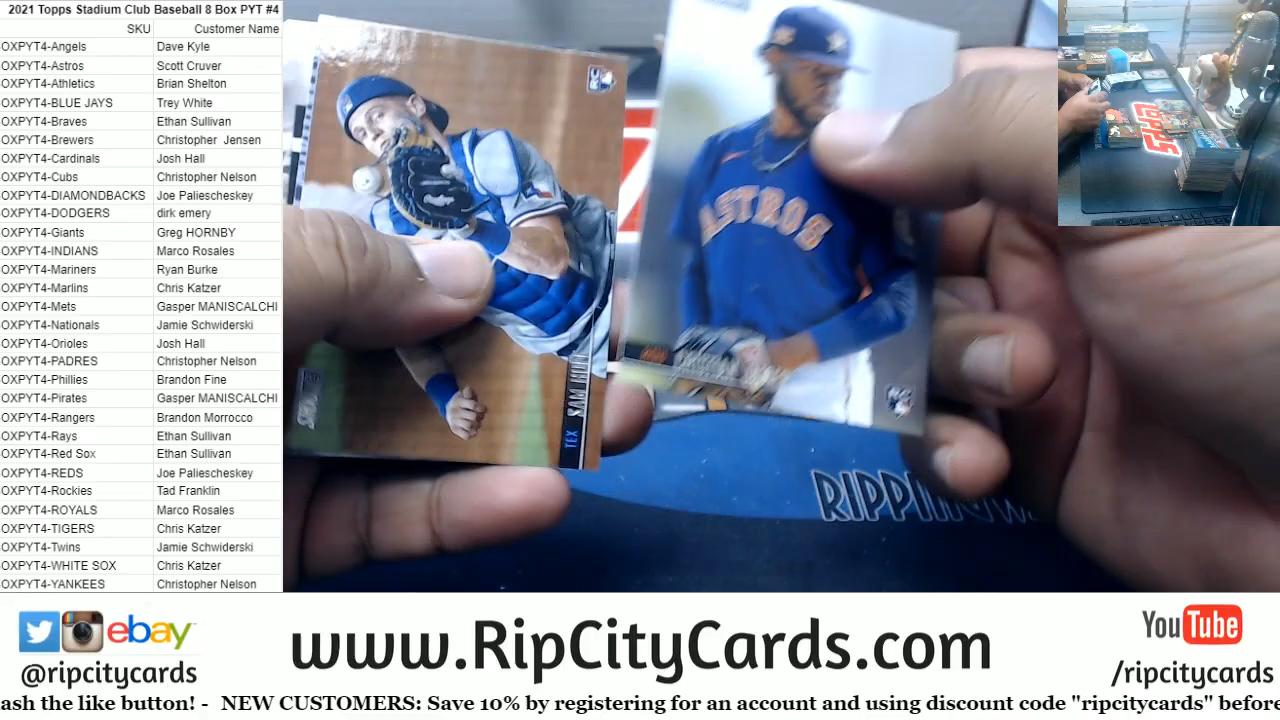 2021 Topps Stadium Club Baseball 8 Box PYT #4
SKU Customer Name
OXPYT4-Angels Dave Kyle
OXPYT4-Astros Scott Cruver
OXPYT4-Athletics Brian Shelton
OXPYT4-BLUE JAYS Trey White
OXPYT4-Braves Ethan Sullivan
OXPYT4-Brewers Christopher Jensen
OXPYT4-Cardinals Josh Hall
OXPYT4-Cubs Christopher Nelson
OXPYT4-DIAMONDBACKS Joe Paliescheskey
OXPYT4-DODGERS dirk emery
OXPYT4-Giants Greg HORNBY
OXPYT4-INDIANS Marco Rosales
OXPYT4-Mariners Ryan Burke
OXPYT4-Marlins Chris Katzer
OXPYT4-Mets Gasper MANISCALCHI
OXPYT4-Nationals Jamie Schwiderski
OXPYT4-Orioles Josh Hall
OXPYT4-PADRES Christopher Nelson
OXPYT4-Phillies Brandon Fine
OXPYT4-Pirates Gasper MANISCALCHI
OXPYT4-Rangers Brandon Morrocco
OXPYT4-Rays Ethan Sullivan
OXPYT4-Red Sox Ethan Sullivan
OXPYT4-REDS Joe Paliescheskey
OXPYT4-Rockies Tad Franklin
OXPYT4-ROYALS Marco Rosales
OXPYT4-TIGERS Chris Katzer
OXPYT4-Twins Jamie Schwiderski
OXPYT4-WHITE SOX Chris Katzer
OXPYT4-YANKEES Christopher Nelson
RC
TEX SAM
ASTROS
ebay
@ripcitycards
www.RipCityCards.com
YouTube
/ripcitycards
ash the like button! - NEW CUSTOMERS: Save 10% by registering for an account and using discount code "ripcitycards" before